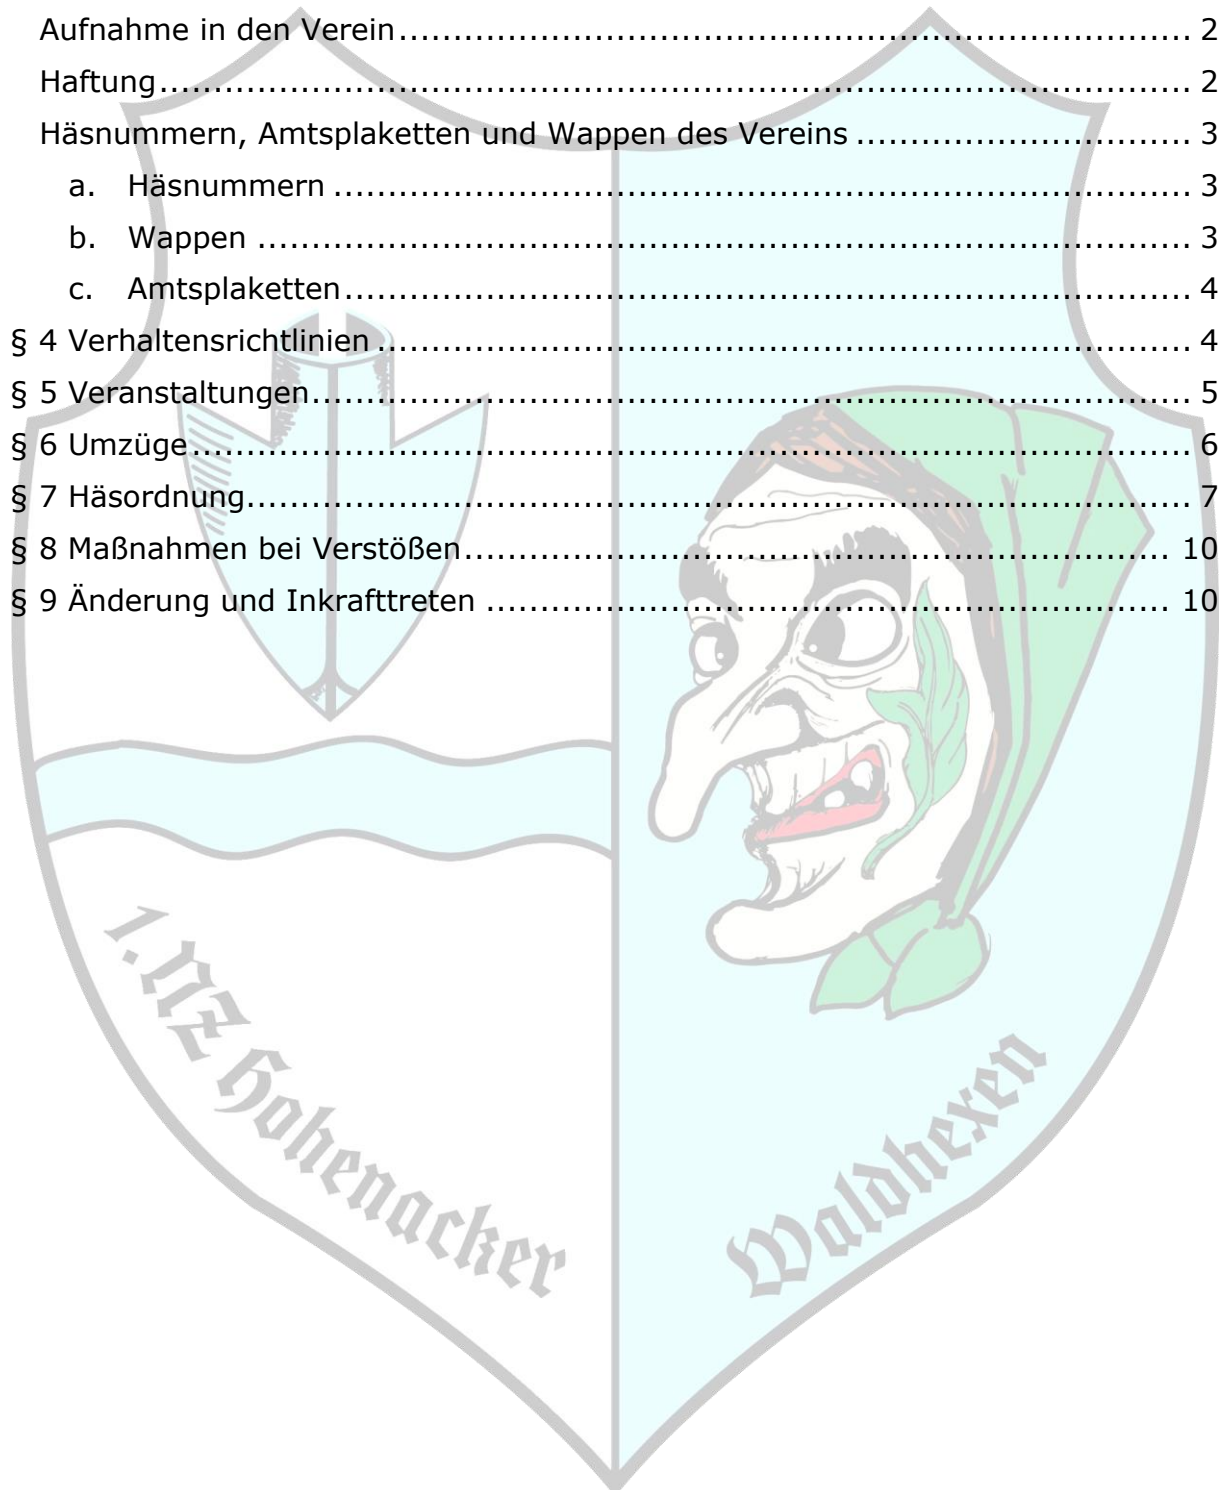 Aufnahme in den Verein ........................................................................................ 2
Haftung .................................................................................................................. 2
Häsnummern, Amtsplaketten und Wappen des Vereins ..................................... 3
a. Häsnummern ............................................................................................... 3
b. Wappen ........................................................................................................ 3
c. Amtsplaketten .............................................................................................. 4
§ 4 Verhaltensrichtlinien .......................................................................................... 4
§ 5 Veranstaltungen ................................................................................................. 5
§ 6 Umzüge .............................................................................................................. 6
§ 7 Häsordnung ........................................................................................................ 7
§ 8 Maßnahmen bei Verstößen .............................................................................. 10
§ 9 Änderung und Inkrafttreten ............................................................................ 10
1. NZ Hohenacker
Waldhexen